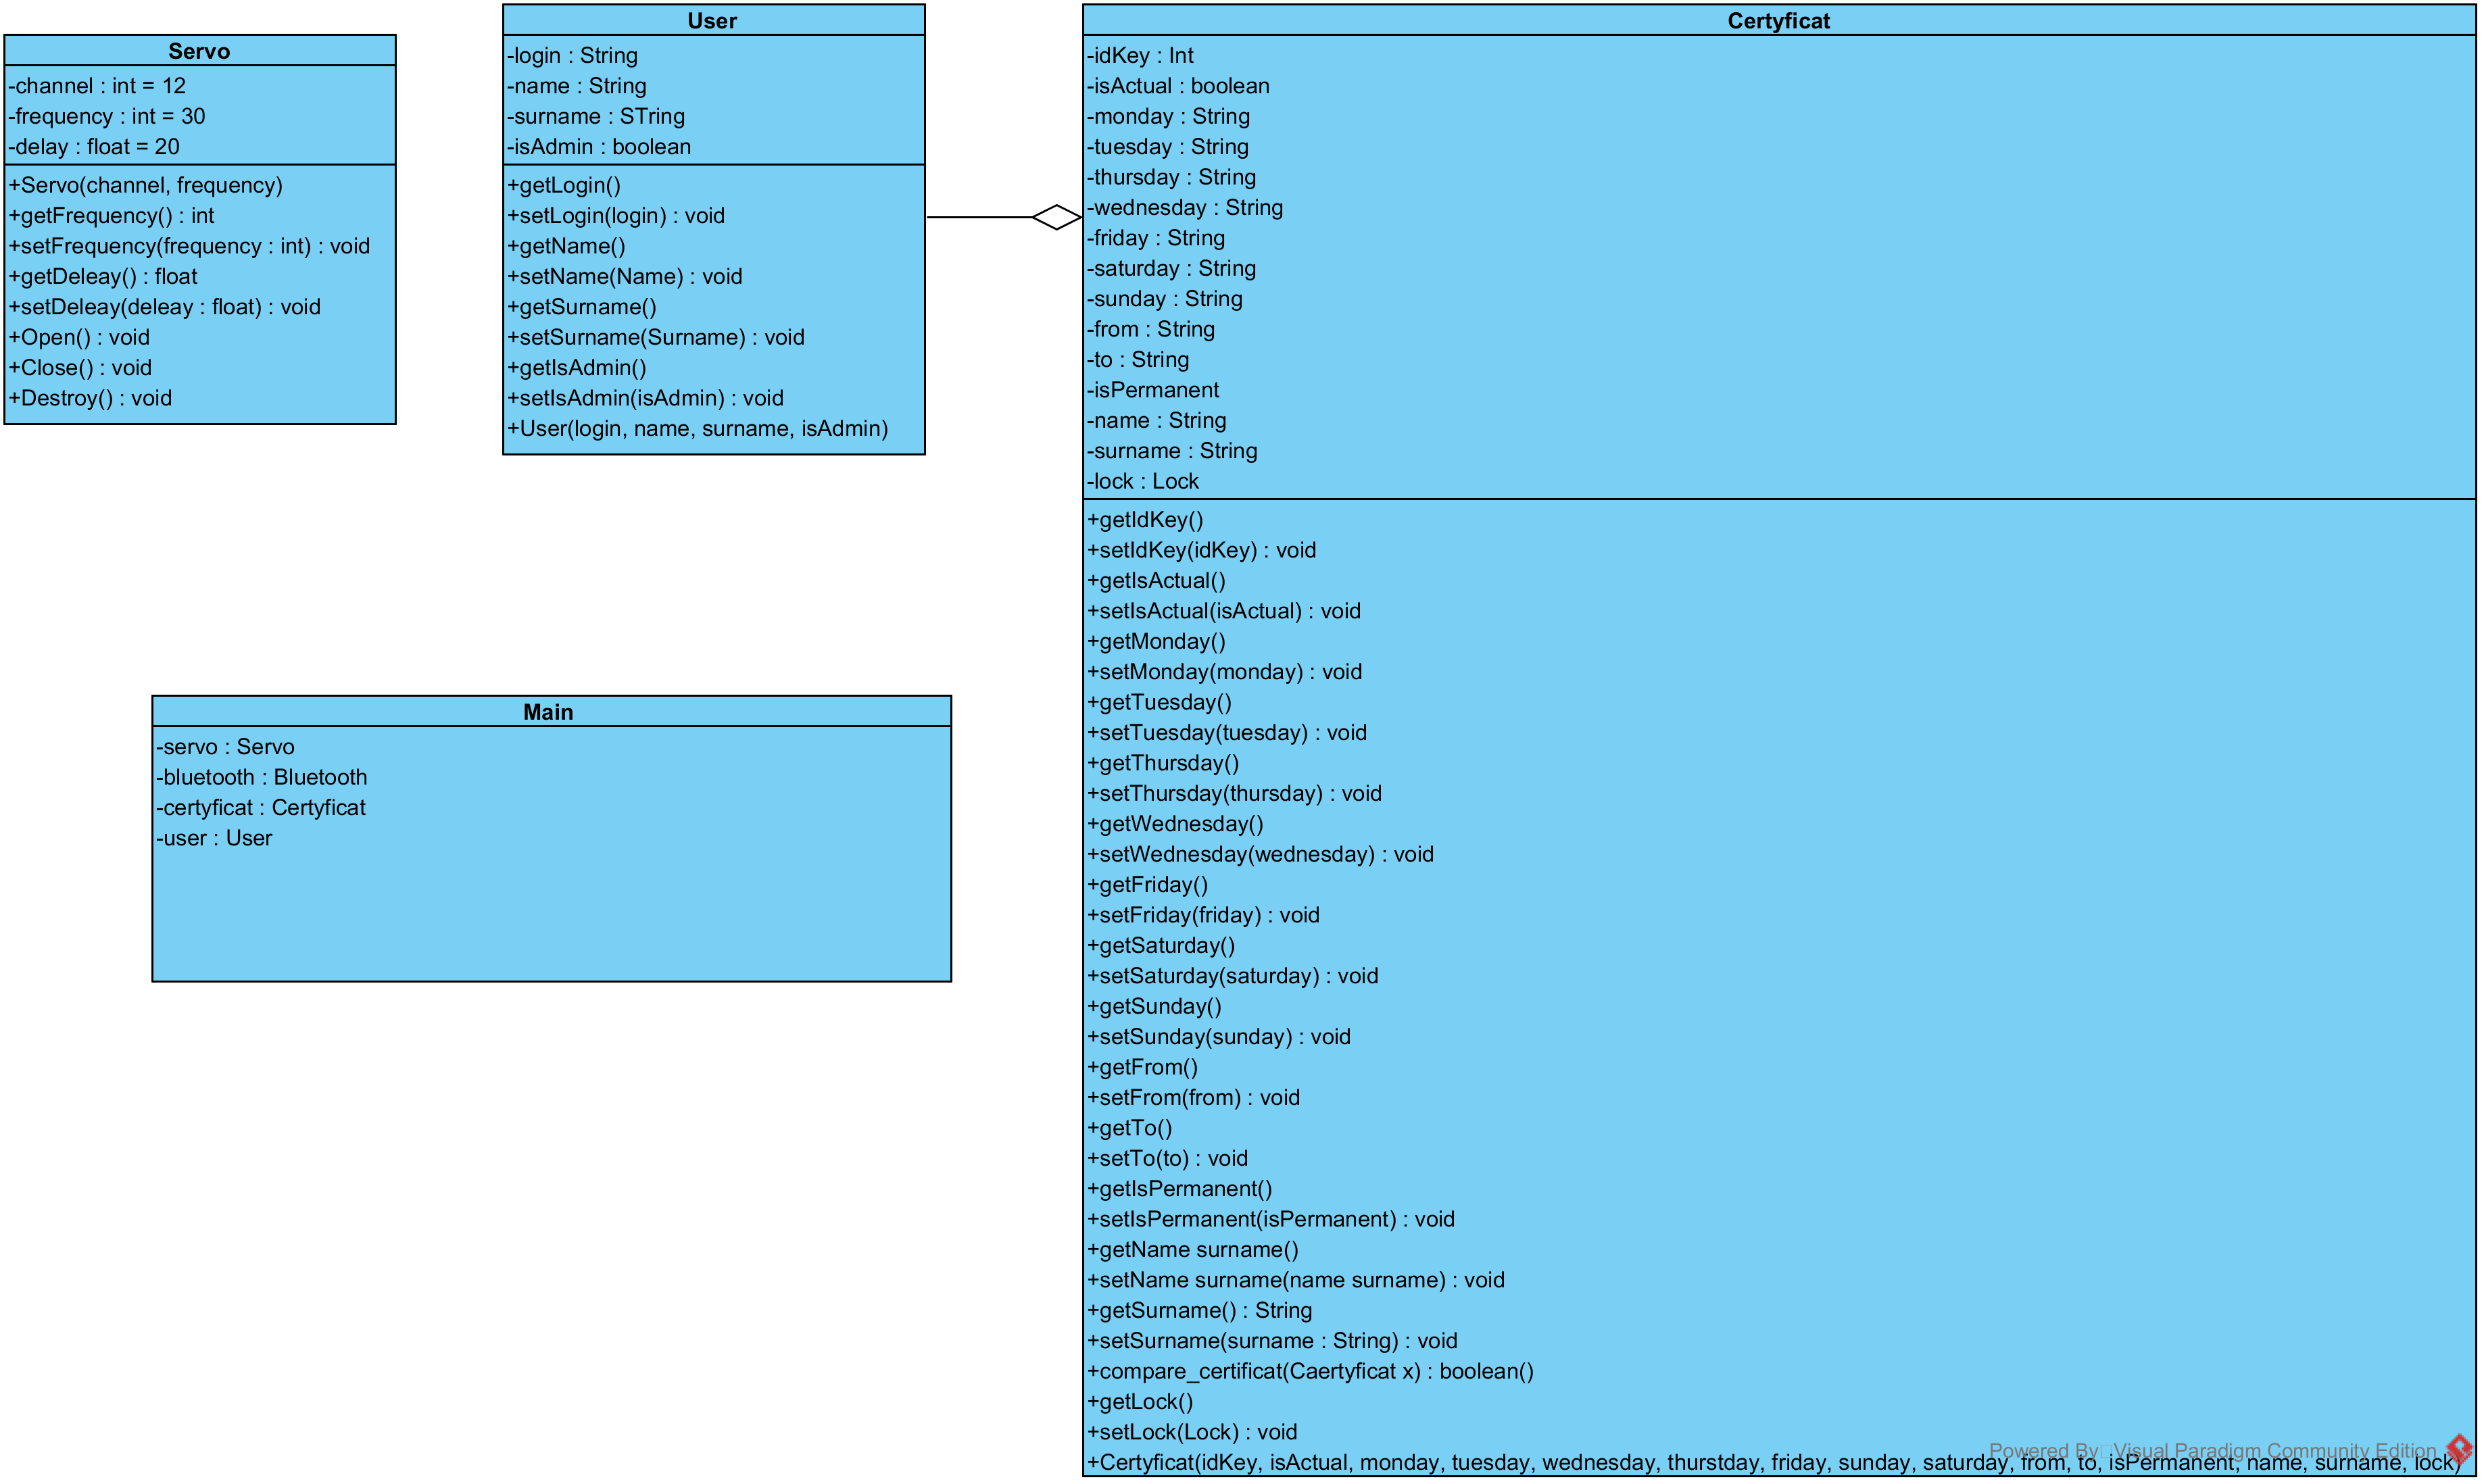 Servo
-channel : int = 12
-frequency : int = 30
-delay : float = 20
+Servo(channel, frequency)
+getFrequency() : int
+setFrequency(frequency : int) : void
+getDeleay() : float
+setDeleay(deleay : float) : void
+Open() : void
+Close() : void
+Destroy() : void
User
-login : String
-name : String
-surname : STring
-isAdmin : boolean
+getLogin()
+setLogin(login) : void
+getName()
+setName(Name) : void
+getSurname()
+setSurname(Surname) : void
+getIsAdmin()
+setIsAdmin(isAdmin) : void
+User(login, name, surname, isAdmin)
Main
-servo : Servo
-bluetooth : Bluetooth
-certyficat : Certyficat
-user : User
Certyficat
-idKey : Int
-isActual : boolean
-monday : String
-tuesday : String
-thursday : String
-wednesday : String
-friday : String
-saturday : String
-sunday : String
-from : String
-to : String
-isPermanent
-name : String
-surname : String
-lock : Lock
+getIdKey()
+setIdKey(idKey) : void
+getIsActual()
+setIsActual(isActual) : void
+getMonday()
+setMonday(monday) : void
+getTuesday()
+setTuesday(tuesday) : void
+getThursday()
+setThursday(thursday) : void
+getWednesday()
+setWednesday(wednesday) : void
+getFriday()
+setFriday(friday) : void
+getSaturday()
+setSaturday(saturday) : void
+getSunday()
+setSunday(sunday) : void
+getFrom()
+setFrom(from) : void
+getTo()
+setTo(to) : void
+getIsPermanent()
+setIsPermanent(isPermanent) : void
+getName surname()
+setName surname(name surname) : void
+getSurname() : String
+setSurname(surname : String) : void
+compare_certificat(Caertyficat x) : boolean()
+getLock()
+setLock(Lock) : void
+Certyficat(idKey, isActual, monday, tuesday, wednesday, thurstday, friday, sunday, saturday, from, to, isPermanent, name, surname, lock)
Powered By Visual Paradigm Community Edition